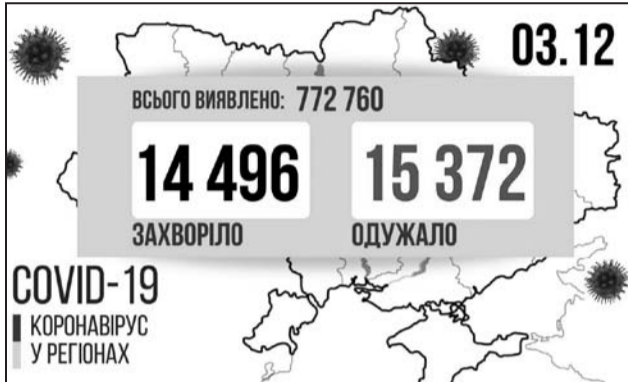 03.12
ВСЬОГО ВИЯВЛЕНО: 772 760
14 496 15 372
ЗАХВОРІЛО ОДУЖАЛО
COVID-19
КОРОНАВІРУС
У РЕГІОНАХ